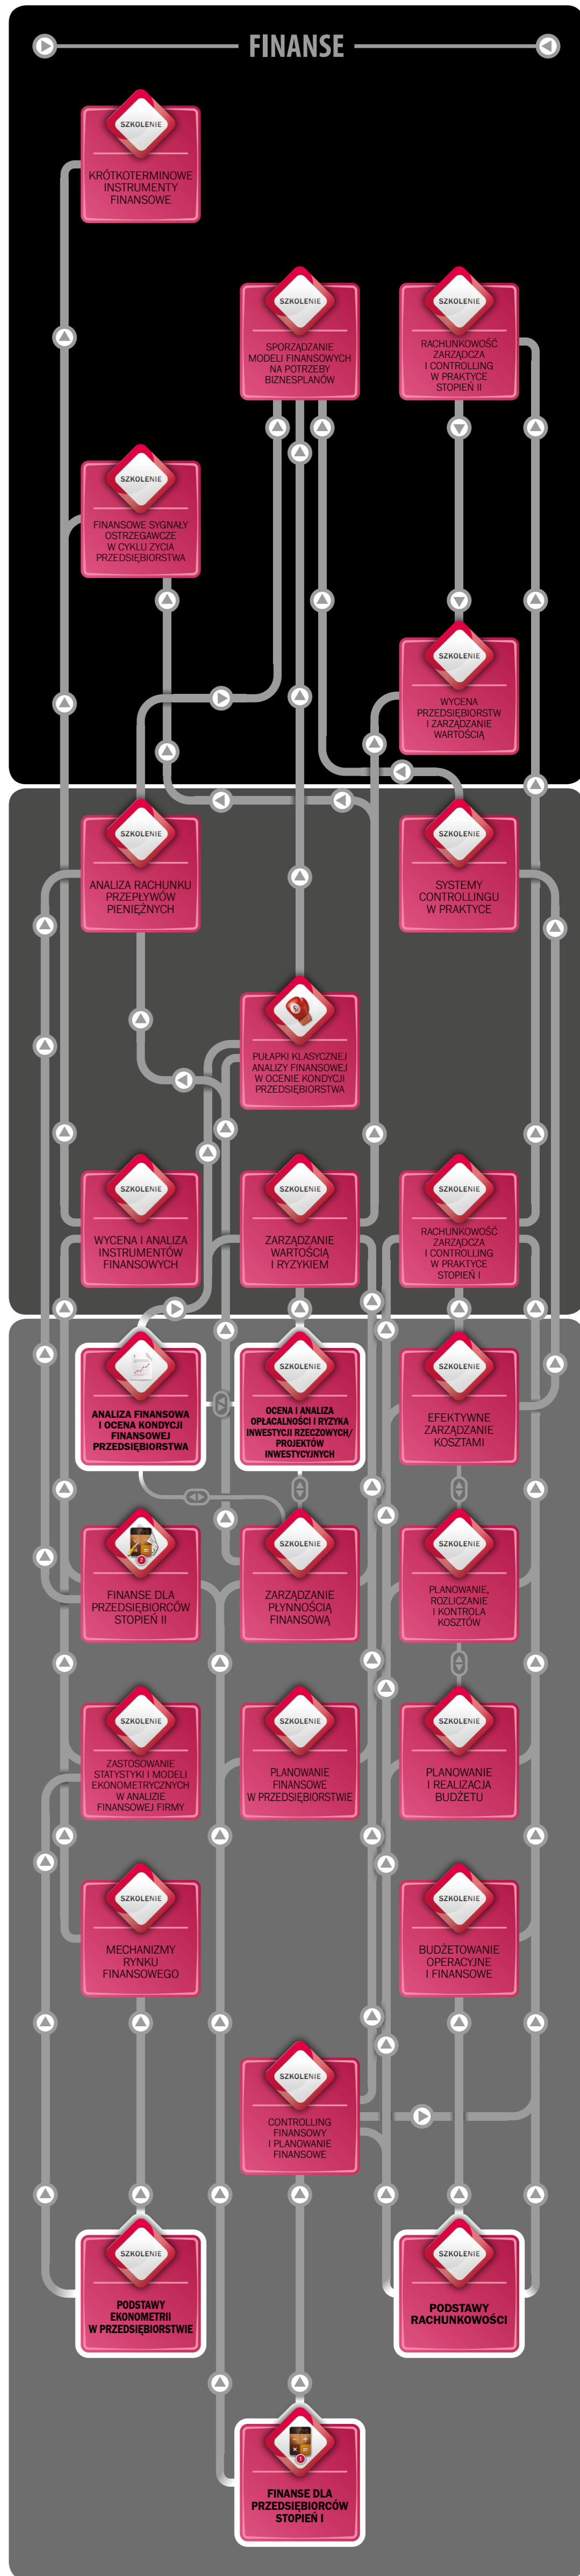 FINANSE
SZKOLENIE
KRÓTKOTERMINOWE
INSTRUMENTY
FINANSOWE
SZKOLENIE
SPORZĄDZANIE
MODELI FINANSOWYCH
NA POTRZEBY
BIZNESPLANÓW
SZKOLENIE
RACHUNKOWOŚĆ
ZARZĄDCZA
I CONTROLLING
W PRAKTYCE
STOPIEŃ II
SZKOLENIE
FINANSOWE SYGNAŁY
OSTRZEGAWCZE
W CYKLU ŻYCIA
PRZEDSIĘBIORSTWA
SZKOLENIE
WYCENA
PRZEDSIĘBIORSTW
I ZARZĄDZANIE
WARTOŚCIĄ
SZKOLENIE
ANALIZA RACHUNKU
PRZEPŁYWÓW
PIENIĘŻNYCH
SZKOLENIE
SYSTEMY
CONTROLLINGU
W PRAKTYCE
PUŁAPKI KLASYCZNEJ
ANALIZY FINANSOWEJ
W OCENIE KONDYCJI
PRZEDSIĘBIORSTWA
SZKOLENIE
WYCENA I ANALIZA
INSTRUMENTÓW
FINANSOWYCH
SZKOLENIE
ZARZĄDZANIE
WARTOŚCIĄ
I RYZYKIEM
SZKOLENIE
RACHUNKOWOŚĆ
ZARZĄDCZA
I CONTROLLING
W PRAKTYCE
STOPIEŃ I
ANALIZA FINANSOWA
I OCENA KONDYCJI
FINANSOWEJ
PRZEDSIĘBIORSTWA
SZKOLENIE
OCENA I ANALIZA
OPŁACALNOŚCI I RYZYKA
INWESTYCJI RZECZOWYCH/
PROJEKTÓW
INWESTYCYJNYCH
SZKOLENIE
EFEKTYWNE
ZARZĄDZANIE
KOSZTAMI
2
FINANSE DLA
PRZEDSIĘBIORCÓW
STOPIEŃ II
SZKOLENIE
ZARZĄDZANIE
PŁYNNOŚCIĄ
FINANSOWĄ
SZKOLENIE
PLANOWANIE,
ROZLICZANIE
I KONTROLA
KOSZTÓW
SZKOLENIE
ZASTOSOWANIE
STATYSTYKI I MODELI
EKONOMETRYCZNYCH
W ANALIZIE
FINANSOWEJ FIRMY
SZKOLENIE
PLANOWANIE
FINANSOWE
W PRZEDSIĘBIORSTWIE
SZKOLENIE
PLANOWANIE
I REALIZACJA
BUDŻETU
SZKOLENIE
MECHANIZMY
RYNKU
FINANSOWEGO
SZKOLENIE
BUDŻETOWANIE
OPERACYJNE
I FINANSOWE
SZKOLENIE
CONTROLLING
FINANSOWY
I PLANOWANIE
FINANSOWE
SZKOLENIE
PODSTAWY
EKONOMETRII
W PRZEDSIĘBIORSTWIE
SZKOLENIE
PODSTAWY
RACHUNKOWOŚCI
1
FINANSE DLA
PRZEDSIĘBIORCÓW
STOPIEŃ I